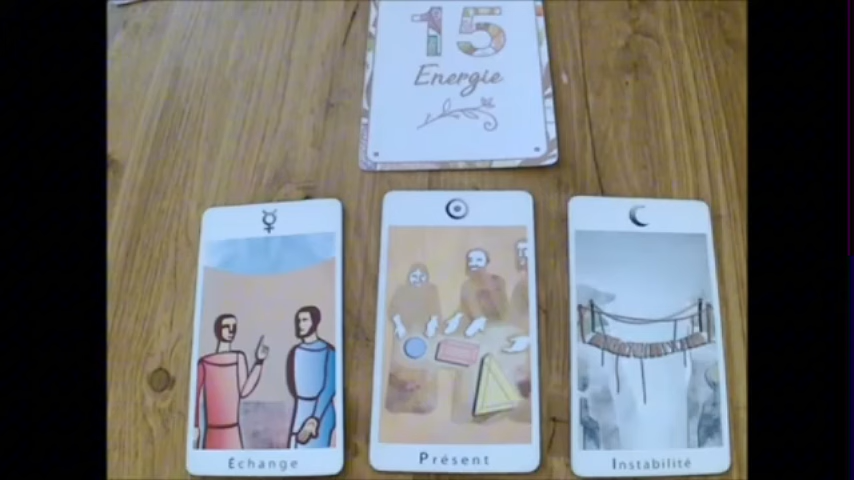 15
Energie
Échange
Présent
Instabilité